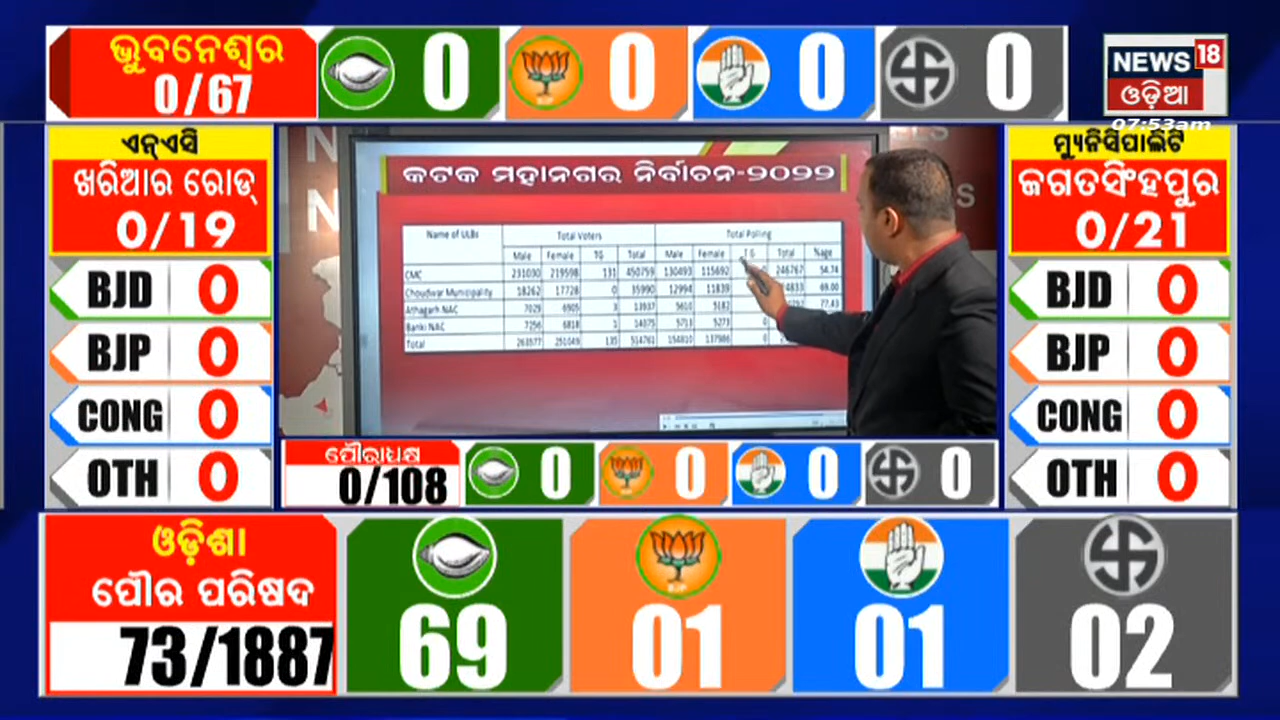 ଭୁବନେଶ୍ୱର
0/67
0
0
0
0
NEWS 18
ଓଡ଼ିଆ
07:53am
ଏନ୍ଏସି
ଖରିଆର ରୋଡ୍
0/12
BJD 0
BJP 0
CONG 0
OTH 0
କଟକ ମହାନଗର ନିର୍ବାଚନ-୨୦୨୨
Name of ULBs Total Voters Total Polling
Male Female TG Total Male Female TG Total %age
CMC 231030 219598 131 450759 130493 115692 246767 54.74
Choudwar Municipality 18262 17728 0 35990 12994 11839 69.00
Athagarh NAC 7029 6905 3 13937 5610 5182 77.43
Banki NAC 7256 6818 1 14075 5713 5273 0
Total 263577 251049 135 514761 154810 137986 0
ମ୍ୟୁନିସିପାଲିଟି
ଜଗତସିଂହପୁର
0/21
BJD 0
BJP 0
CONG 0
OTH 0
ପୌରାଧ୍ୟକ୍ଷ
0/108
0
0
0
0
ଓଡ଼ିଶା
ପୌର ପରିଷଦ
73/1887
69
BJP
01
01
02